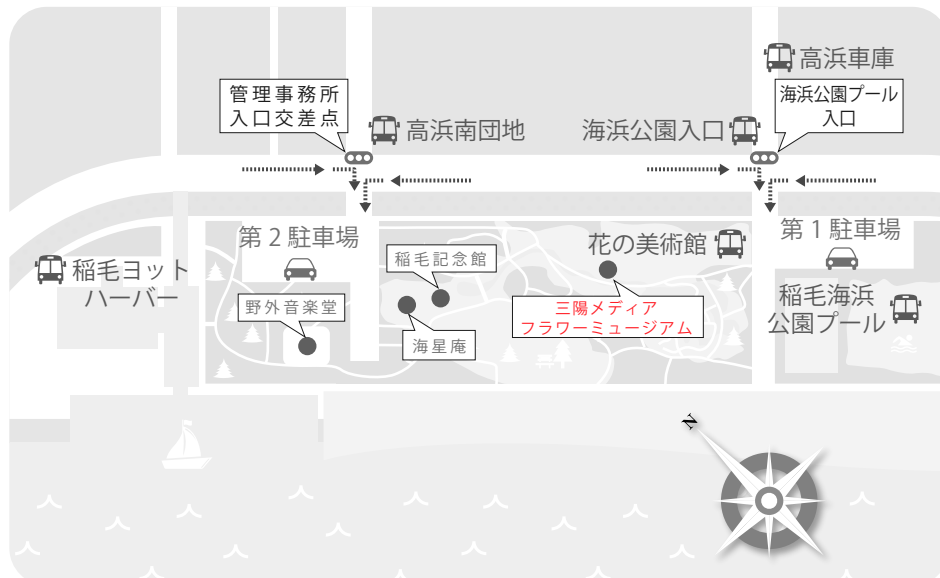 高浜車庫
管理事務所
入口交差点
海浜公園プール
入口
高浜南団地
海浜公園入口
第2駐車場
花の美術館
第1駐車場
稲毛記念館
稲毛ヨット
ハーバー
野外音楽堂
三陽メディア
フラワーミュージアム
稲毛海浜
公園プール
海星庵
N